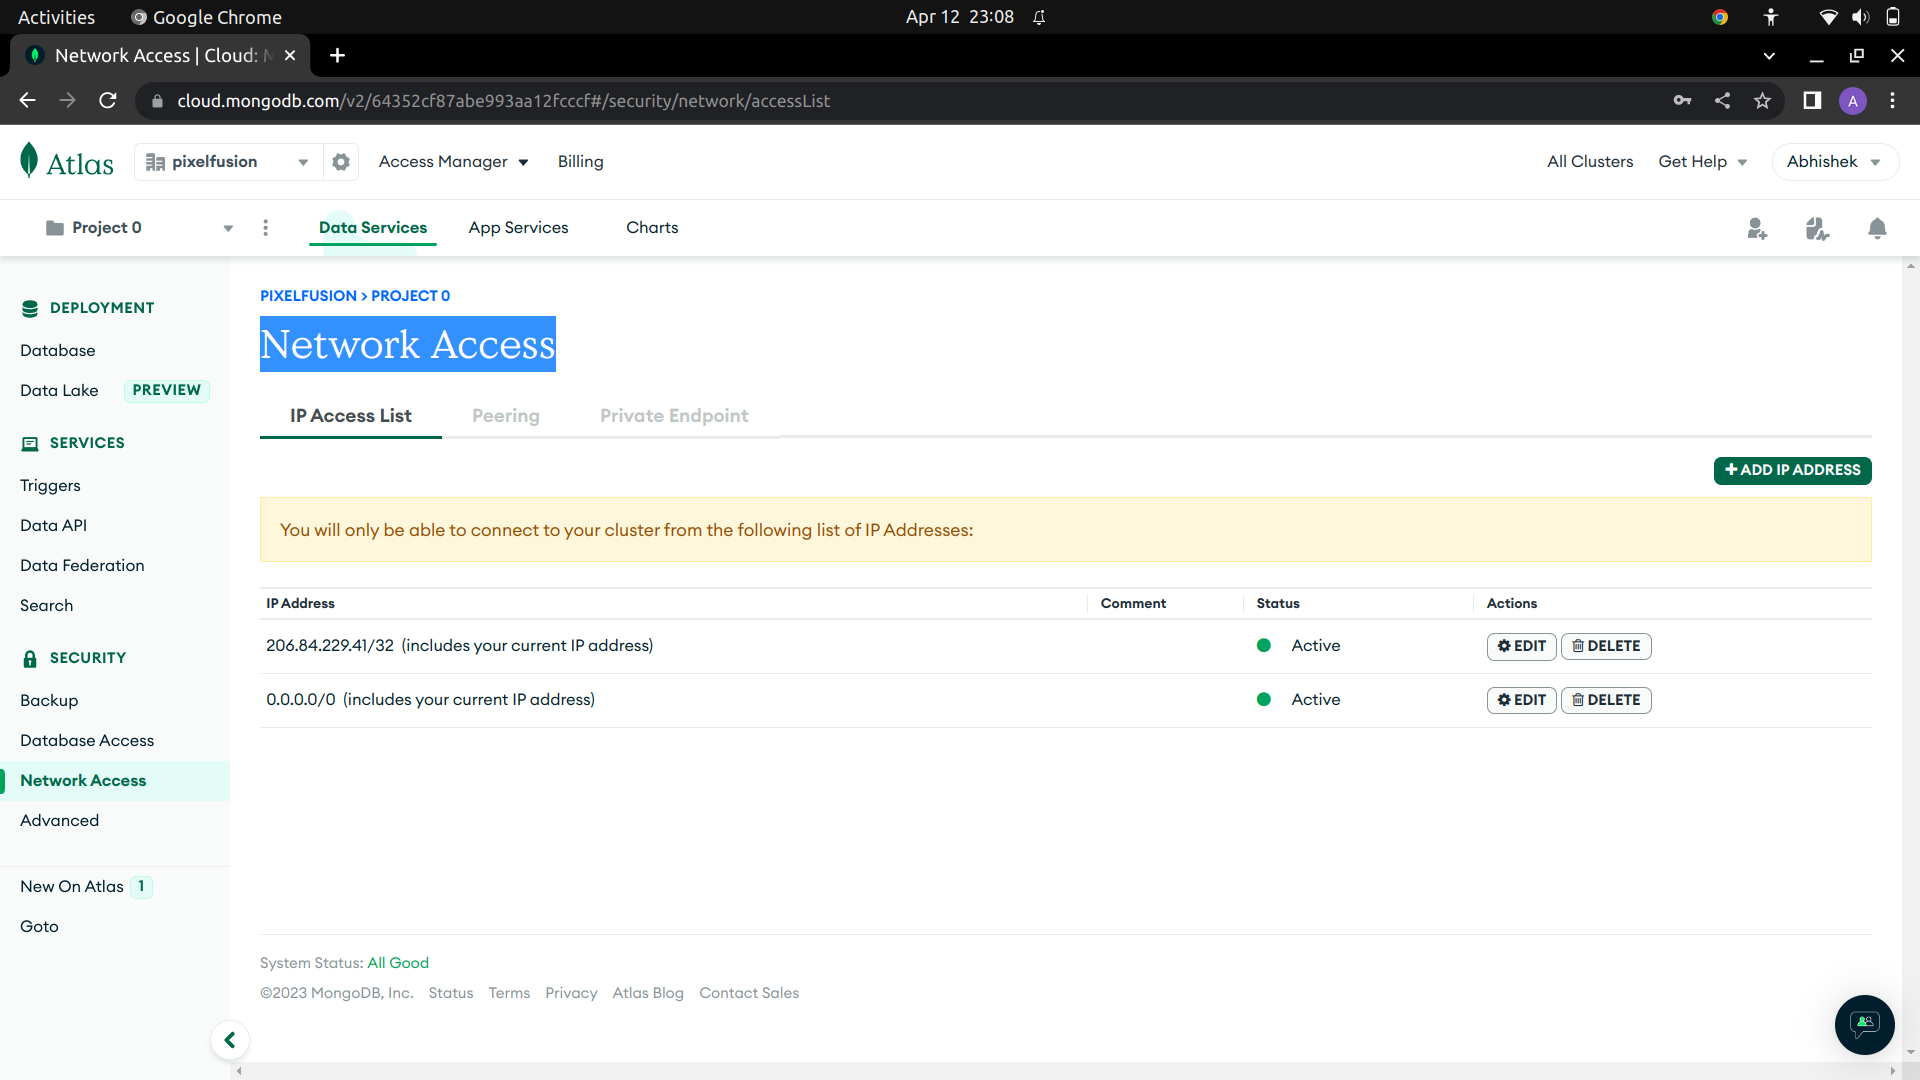 Activities Google Chrome Apr 12 23:08
Network Access | Cloud: M
cloud.mongodb.com/v2/64352cf87abe993aa12fcccf#/security/network/accessList A
Atlas pixelfusion Access Manager Billing All Clusters Get Help Abhishek
Project 0 Data Services App Services Charts
DEPLOYMENT
Database
Data Lake PREVIEW
SERVICES
Triggers
Data API
Data Federation
Search
SECURITY
Backup
Database Access
Network Access
Advanced
New On Atlas 1
Goto
PIXELFUSION > PROJECT 0
Network Access
IP Access List Peering Private Endpoint
+ ADD IP ADDRESS
You will only be able to connect to your cluster from the following list of IP Addresses:
IP Address Comment Status Actions
206.84.229.41/32 (includes your current IP address) Active EDIT DELETE
0.0.0.0/0 (includes your current IP address) Active EDIT DELETE
System Status: All Good
©2023 MongoDB, Inc. Status Terms Privacy Atlas Blog Contact Sales